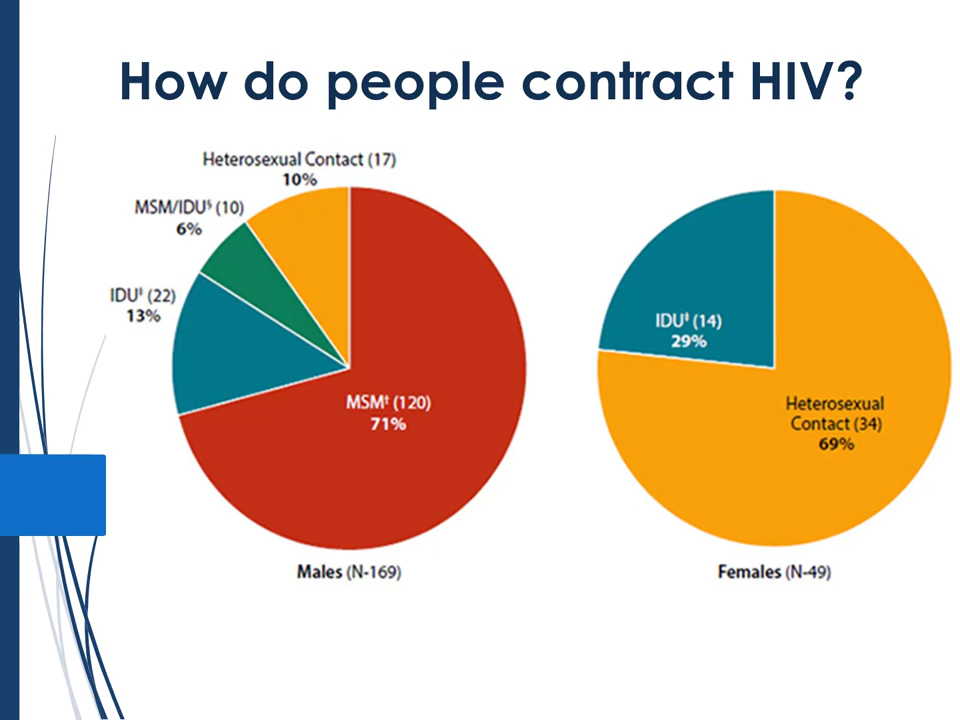 How do people contract HIV?
Heterosexual Contact (17)
10%
MSM/IDU§ (10)
6%
IDU‡ (22)
13%
MSM† (120)
71%
Males (N-169)
IDU‡ (14)
29%
Heterosexual
Contact (34)
69%
Females (N-49)